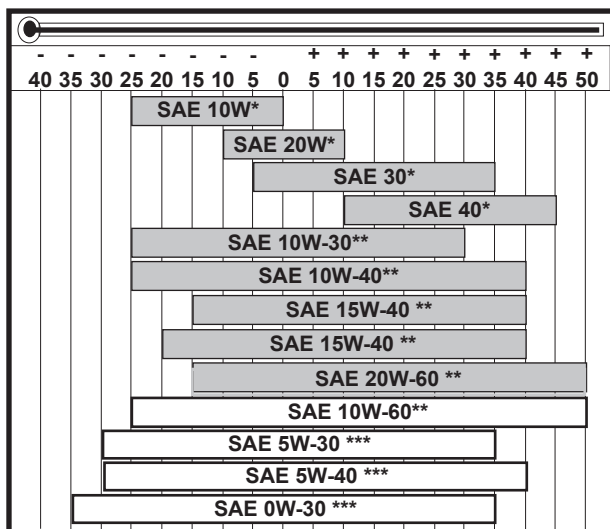 - - - - - - - - + + + + + + + + + +
40 35 30 25 20 15 10 5 0 5 10 15 20 25 30 35 40 45 50
SAE 10W*
SAE 20W*
SAE 30*
SAE 40*
SAE 10W-30**
SAE 10W-40**
SAE 15W-40 **
SAE 15W-40 **
SAE 20W-60 **
SAE 10W-60**
SAE 5W-30 ***
SAE 5W-40 ***
SAE 0W-30 ***